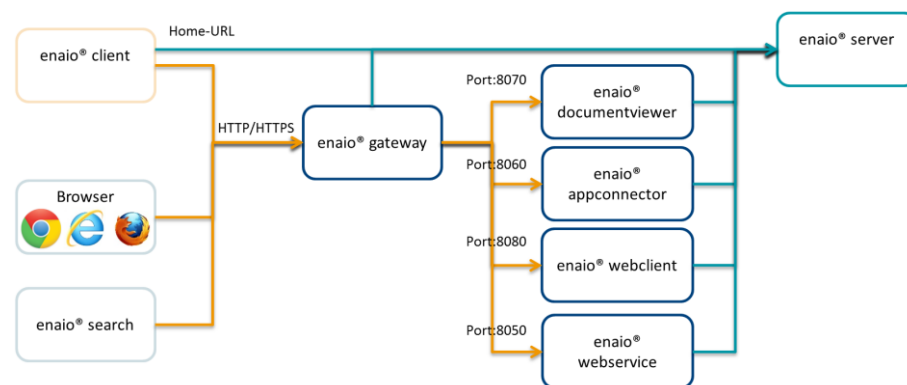 Home-URL
enaio® client
enaio® server
Port:8070
enaio®
documentviewer
HTTP/HTTPS
enaio® gateway
Port:8060
enaio®
appconnector
Browser
Port:8080
enaio® webclient
enaio® search
Port:8050
enaio®
webservice